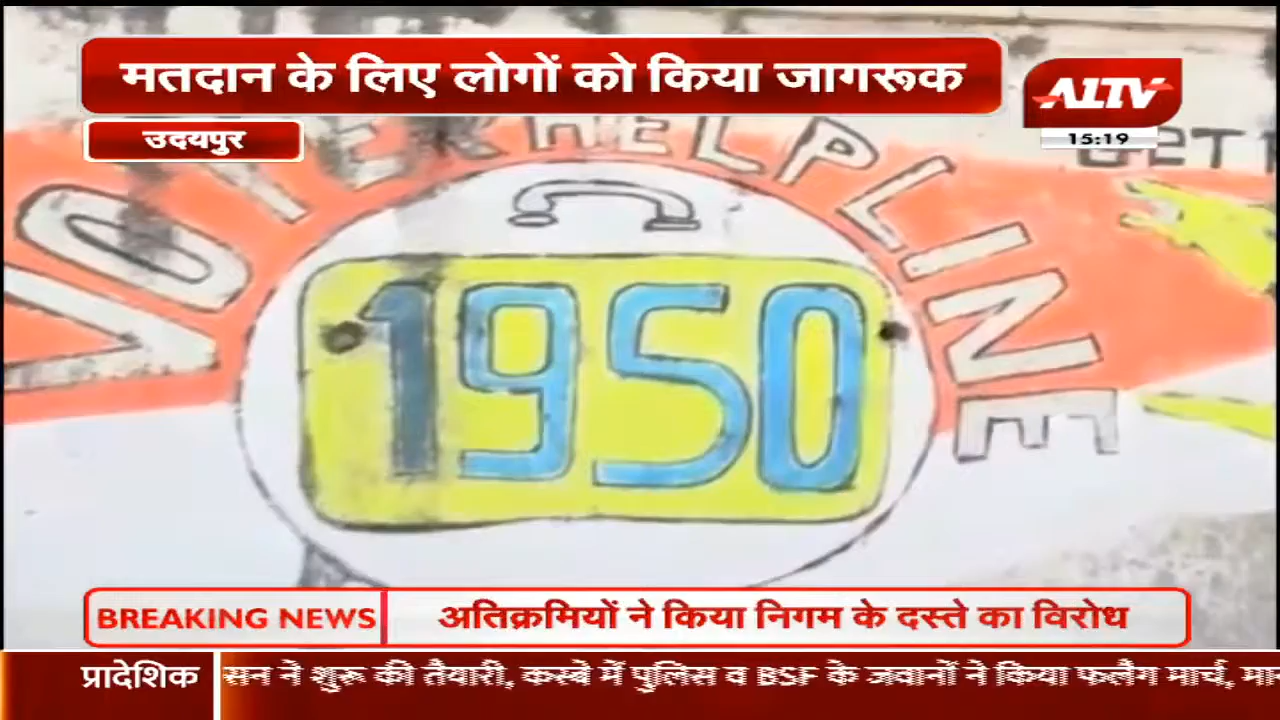 मतदान के लिए लोगों को किया जागरूक
ALTV
उदयपुर
15:19
VOTER HELPLINE
1950
BREAKING NEWS
अतिक्रमियों ने किया निगम के दस्ते का विरोध
प्रादेशिक
सन ने शुरू की तैयारी, कस्बे में पुलिस व BSF के जवानों ने किया फलैग मार्च,